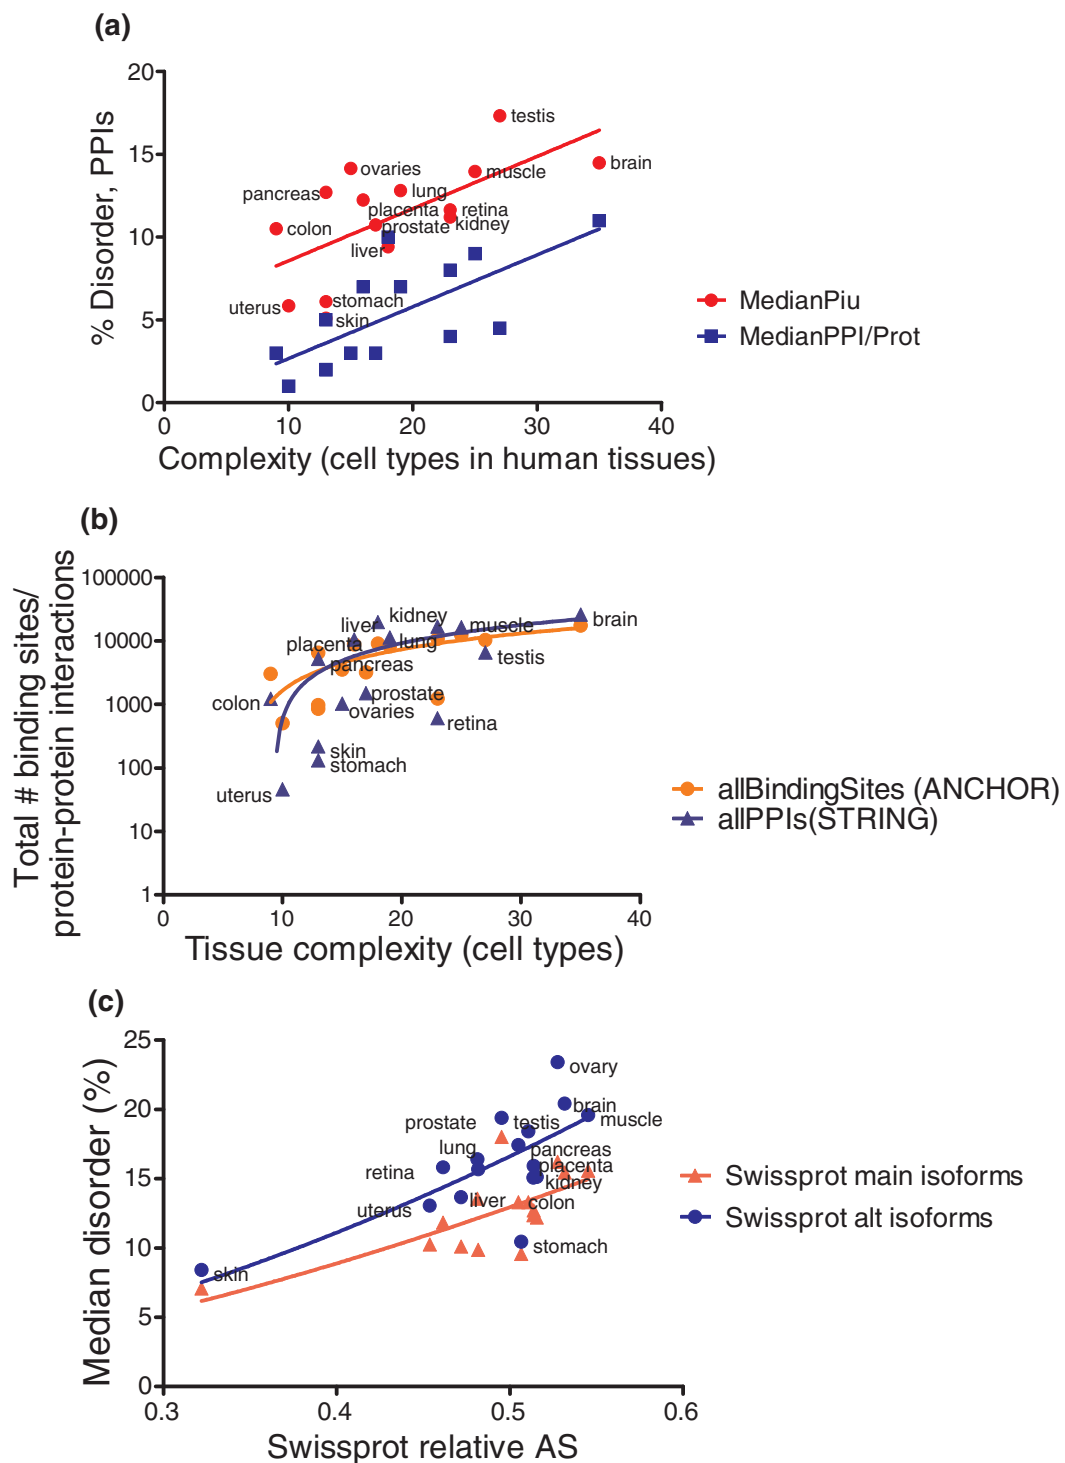 (a)
% Disorder, PPIs
20
15
10
5
0
testis
ovaries
muscle
brain
pancreas
lung
placenta
retina
colon
prostate
kidney
liver
uterus
stomach
skin
MedianPiu
MedianPPI/Prot
0 10 20 30 40
Complexity (cell types in human tissues)
(b)
Total # binding sites/
protein-protein interactions
100000
10000
1000
100
10
1
kidney
liver
muscle
brain
placenta
lung
pancreas
testis
colon
prostate
ovaries
retina
skin
stomach
uterus
allBindingSites (ANCHOR)
allPPIs(STRING)
0 10 20 30 40
Tissue complexity (cell types)
(c)
Median disorder (%)
25
20
15
10
5
0
ovary
brain
prostate
testis
muscle
lung
pancreas
retina
placenta
kidney
uterus
liver
colon
stomach
skin
Swissprot main isoforms
Swissprot alt isoforms
0.3 0.4 0.5 0.6
Swissprot relative AS